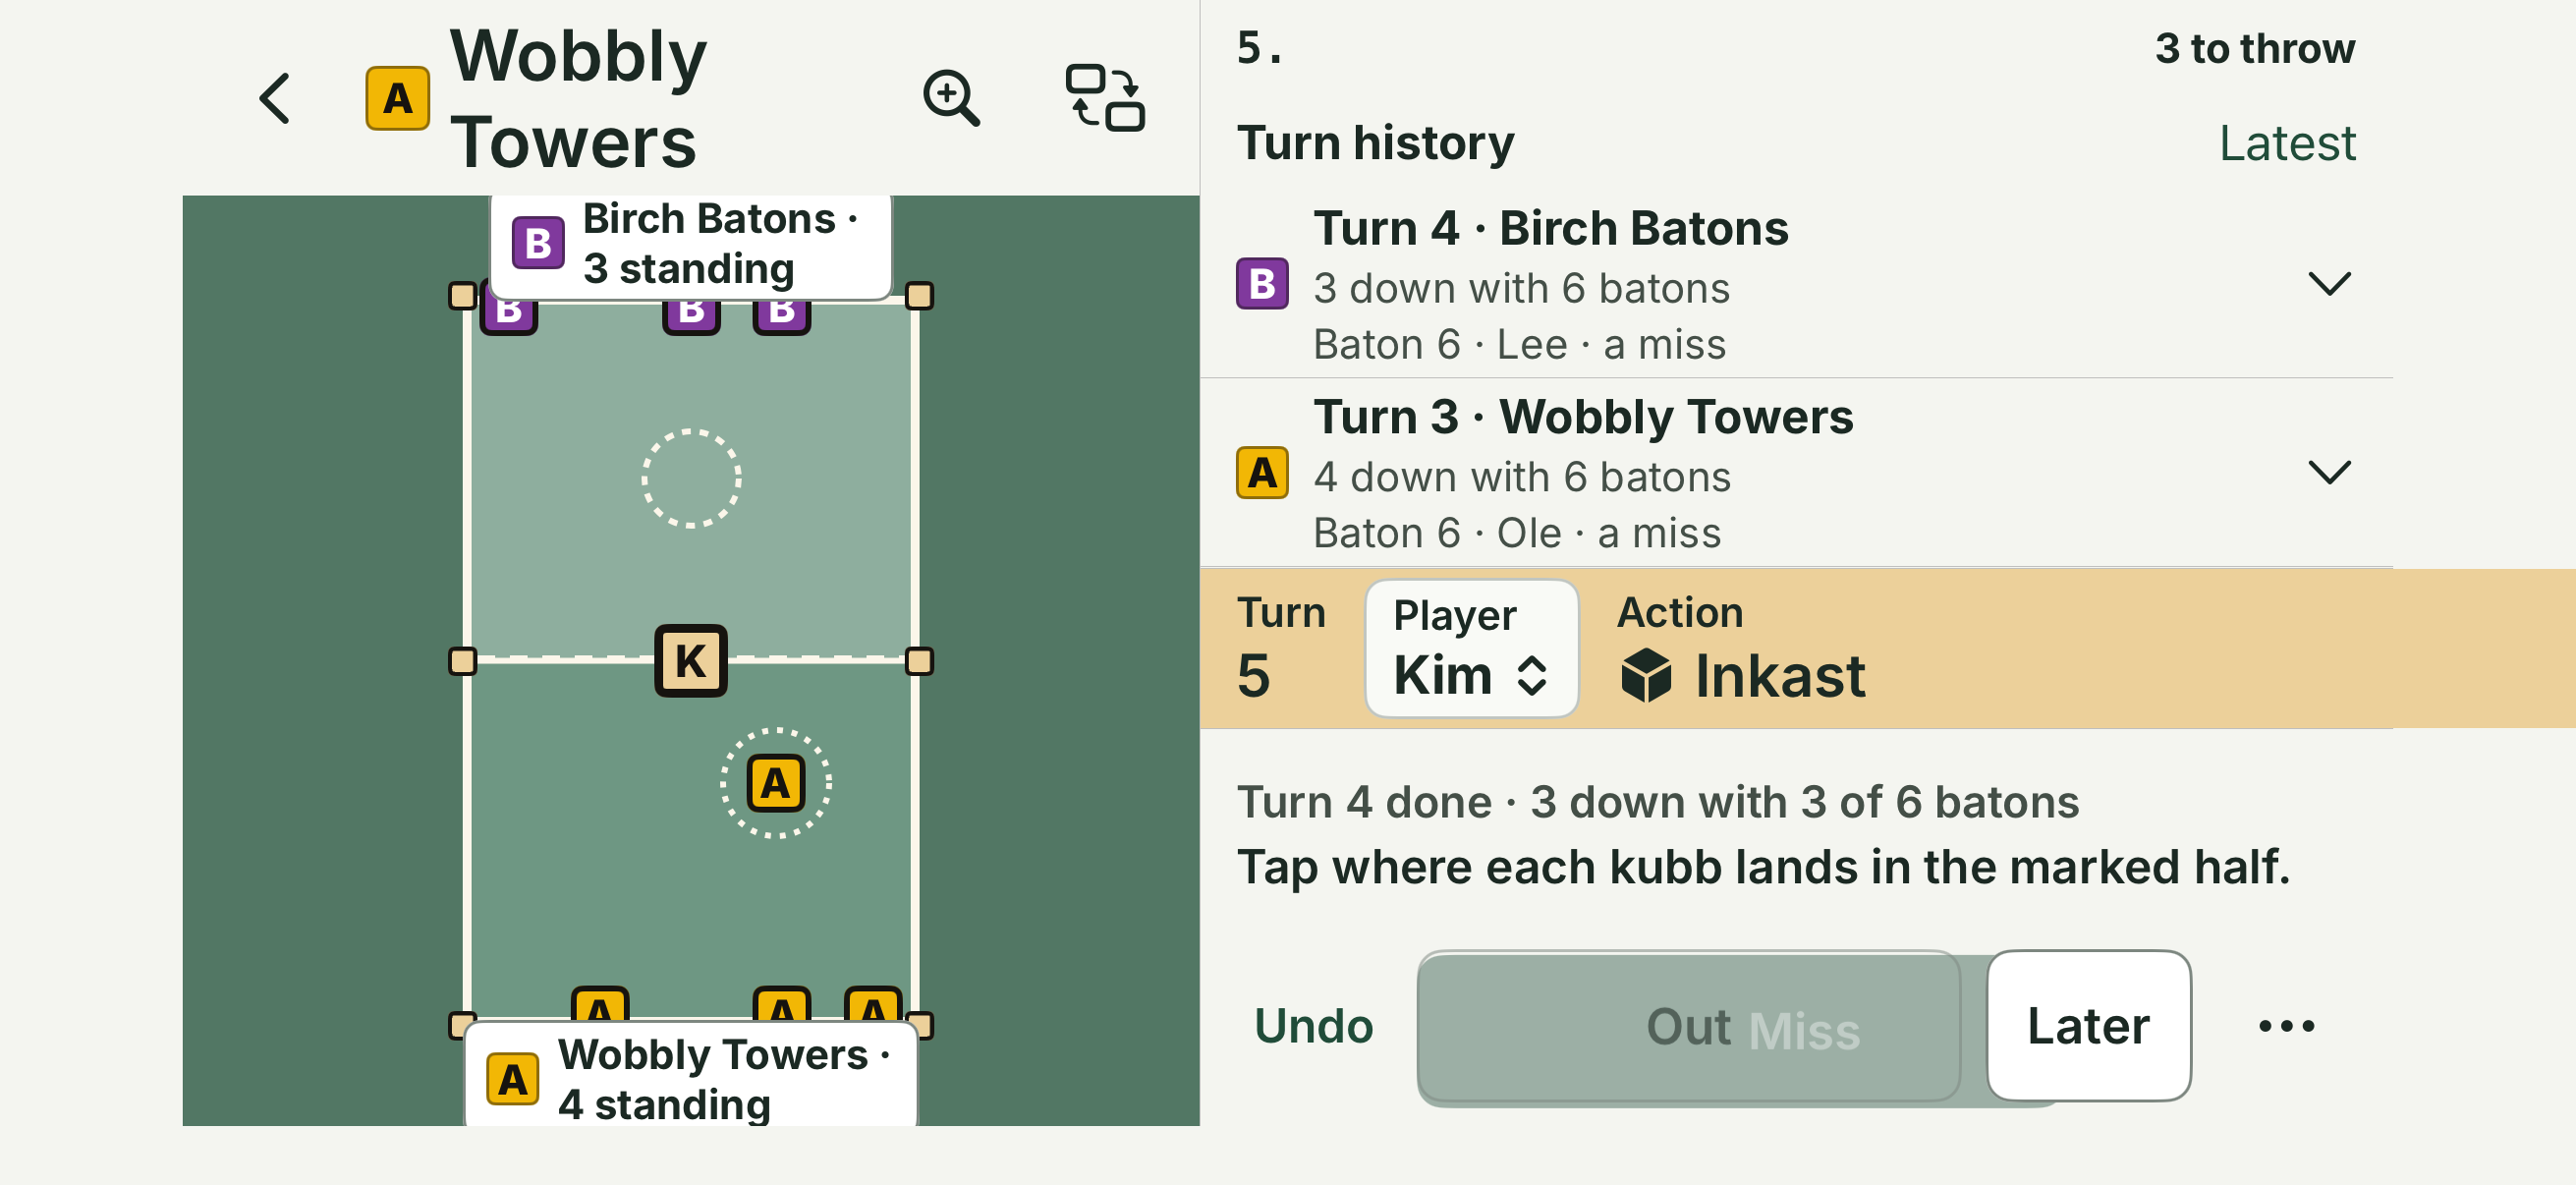 A
Wobbly
Towers
B
Birch Batons ·
3 standing
B
B
B
K
A
A
A
A
A
Wobbly Towers ·
4 standing
5.
3 to throw
Turn history
Latest
Turn 4 · Birch Batons
B
3 down with 6 batons
Baton 6 · Lee · a miss
Turn 3 · Wobbly Towers
A
4 down with 6 batons
Baton 6 · Ole · a miss
Turn
5
Player
Kim
Action
Inkast
Turn 4 done · 3 down with 3 of 6 batons
Tap where each kubb lands in the marked half.
Undo
Out
Miss
Later